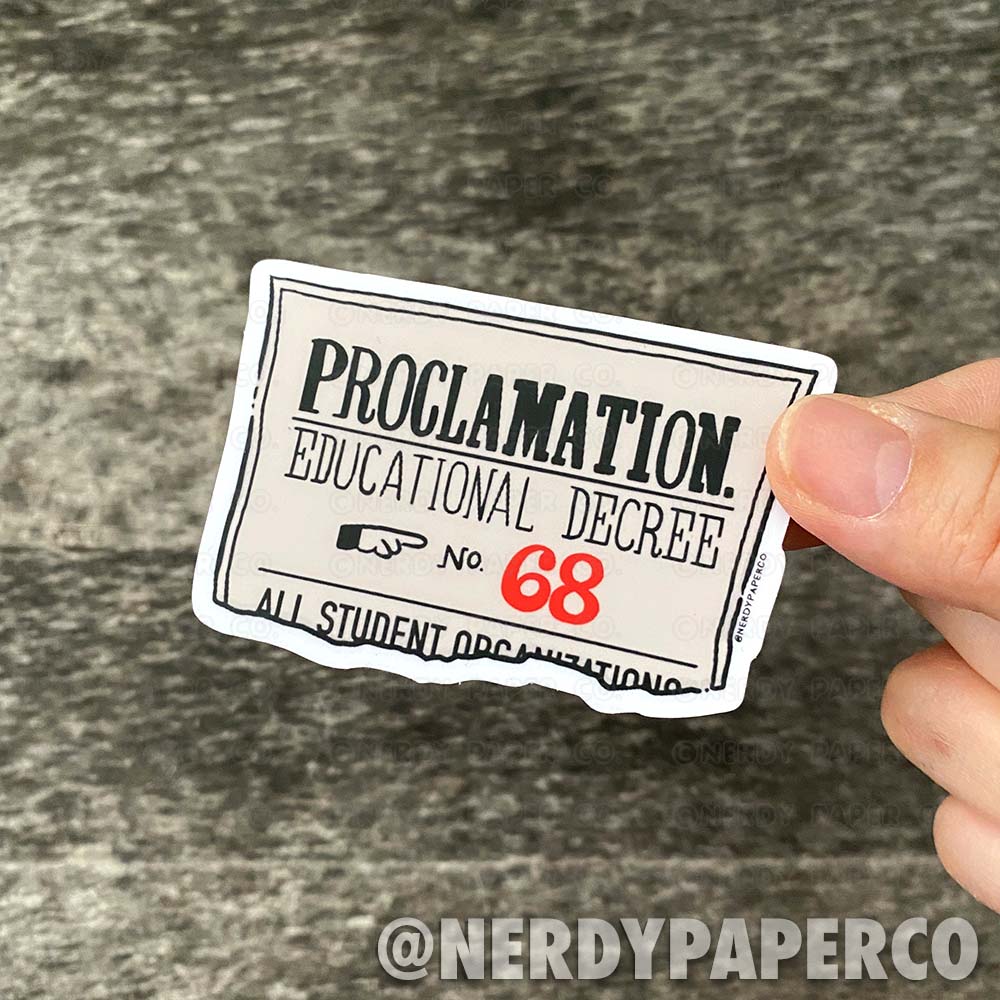 PROCLAMATION.
EDUCATIONAL DECREE
No. 68
ALL STUDENT ORGANIZATIONS
@NERDYPAPERCO
@NERDYPAPERCO